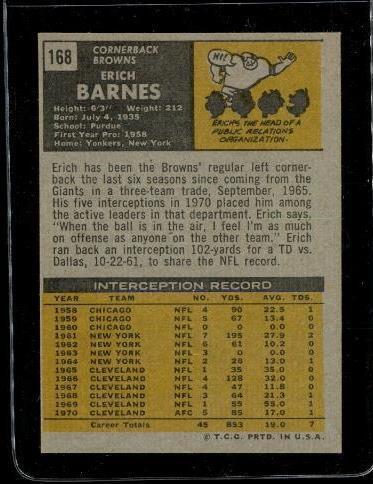 168
CORNERBACK
BROWNS
ERICH
BARNES
Height: 6'3" Weight: 212
Born: July 4, 1935
School: Purdue
First Year Pro: 1958
Home: Yonkers, New York
HI!
ERICH'S THE HEAD OF A
PUBLIC RELATIONS
ORGANIZATION.
Erich has been the Browns' regular left corner-
back the last six seasons since coming from the
Giants in a three-team trade, September, 1965.
His five interceptions in 1970 placed him among
the active leaders in that department. Erich says,
"When the ball is in the air, I feel I'm as much
on offense as anyone on the other team." Erich
ran back an interception 102-yards for a TD vs.
Dallas, 10-22-61, to share the NFL record.
INTERCEPTION RECORD
YEAR TEAM NO. YDS. AVG. TDS
1958 CHICAGO NFL 4 90 22.5 1
1959 CHICAGO NFL 5 67 13.4 0
1960 CHICAGO NFL 0 0 0 0
1961 NEW YORK NFL 7 195 27.9 2
1962 NEW YORK NFL 6 61 10.2 0
1963 NEW YORK NFL 3 0 0 0
1964 NEW YORK NFL 2 26 13.0 1
1965 CLEVELAND NFL 1 35 35.0 0
1966 CLEVELAND NFL 4 128 32.0 0
1967 CLEVELAND NFL 4 47 11.8 0
1968 CLEVELAND NFL 3 64 21.3 1
1969 CLEVELAND NFL 1 55 55.0 1
1970 CLEVELAND AFC 5 85 17.0 1
Career Totals 45 853 19.0 7
© T.C.G. PRTD. IN U.S.A.